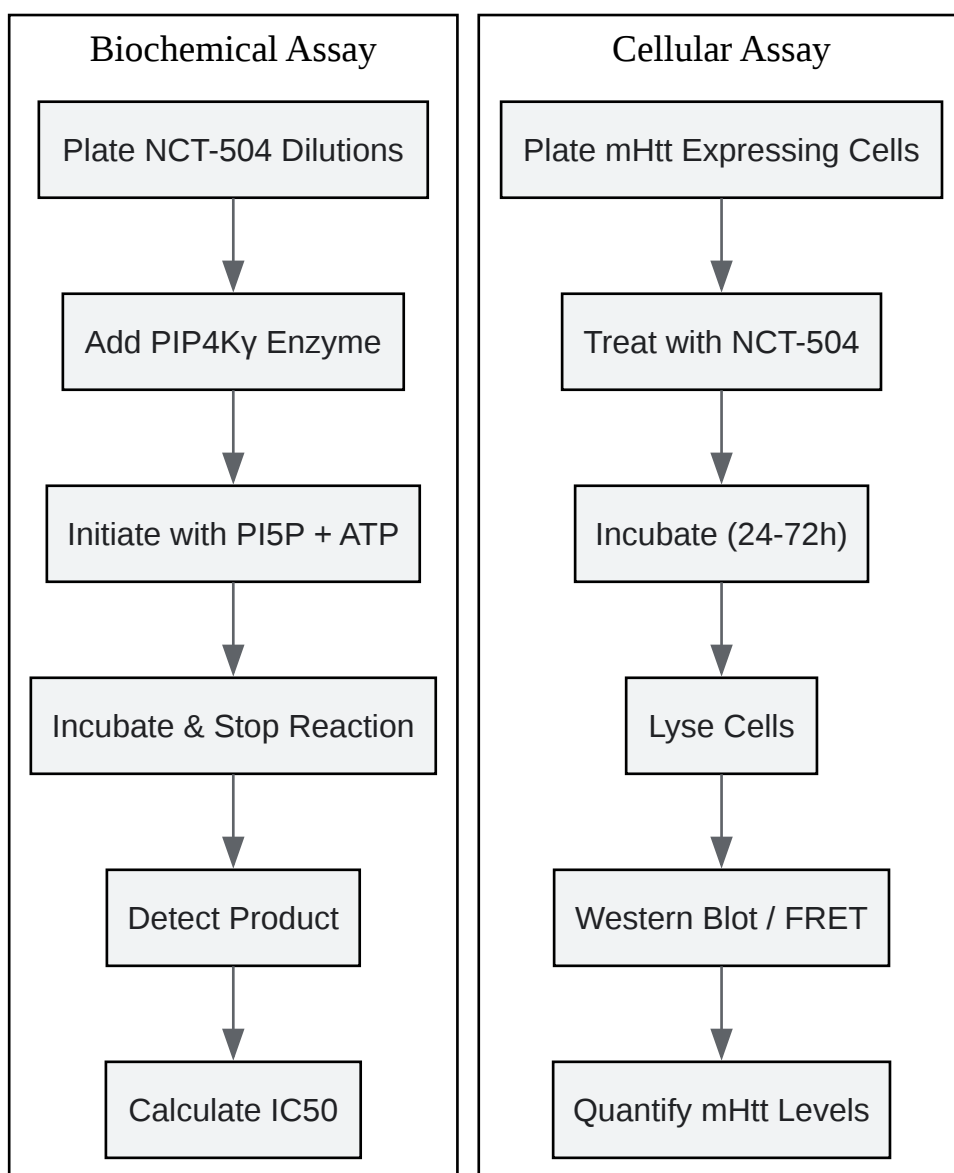 Biochemical Assay
Plate NCT-504 Dilutions
Add PIP4Kγ Enzyme
Initiate with PI5P + ATP
Incubate & Stop Reaction
Detect Product
Calculate IC50
Cellular Assay
Plate mHtt Expressing Cells
Treat with NCT-504
Incubate (24-72h)
Lyse Cells
Western Blot / FRET
Quantify mHtt Levels